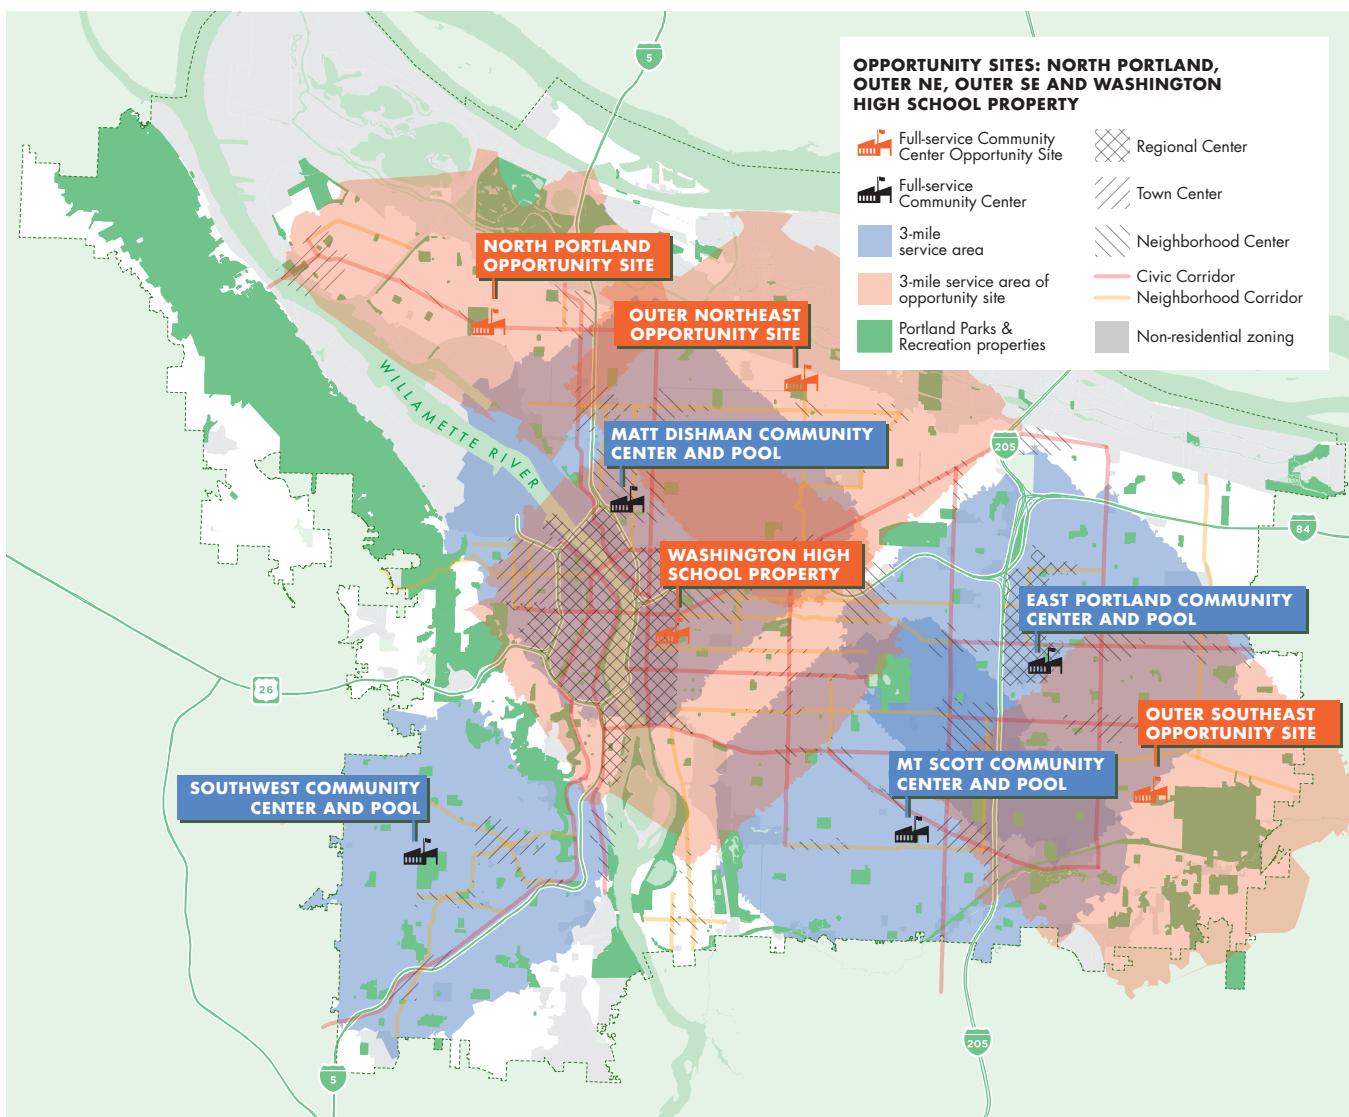 OPPORTUNITY SITES: NORTH PORTLAND,
OUTER NE, OUTER SE AND WASHINGTON
HIGH SCHOOL PROPERTY
Full-service Community
Center Opportunity Site
Full-service
Community Center
3-mile
service area
3-mile service area of
opportunity site
Portland Parks &
Recreation properties
Regional Center
Town Center
Neighborhood Center
Civic Corridor
Neighborhood Corridor
Non-residential zoning
5
NORTH PORTLAND
OPPORTUNITY SITE
OUTER NORTHEAST
OPPORTUNITY SITE
WILLAMETTE RIVER
MATT DISHMAN COMMUNITY
CENTER AND POOL
205
84
WASHINGTON HIGH
SCHOOL PROPERTY
EAST PORTLAND COMMUNITY
CENTER AND POOL
26
OUTER SOUTHEAST
OPPORTUNITY SITE
MT SCOTT COMMUNITY
CENTER AND POOL
SOUTHWEST COMMUNITY
CENTER AND POOL
205
5